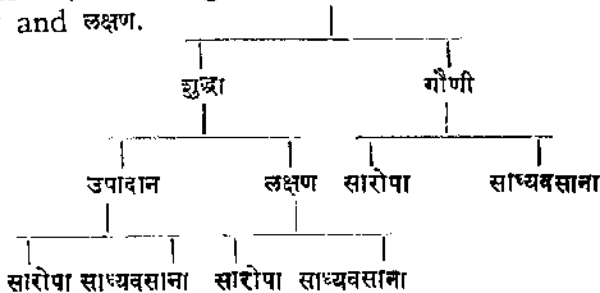 and लक्षण.
शुद्धा गौणी
उपादान लक्षण सारोपा साध्यवसाना
सारोपा साध्यवसाना सारोपा साध्यवसाना